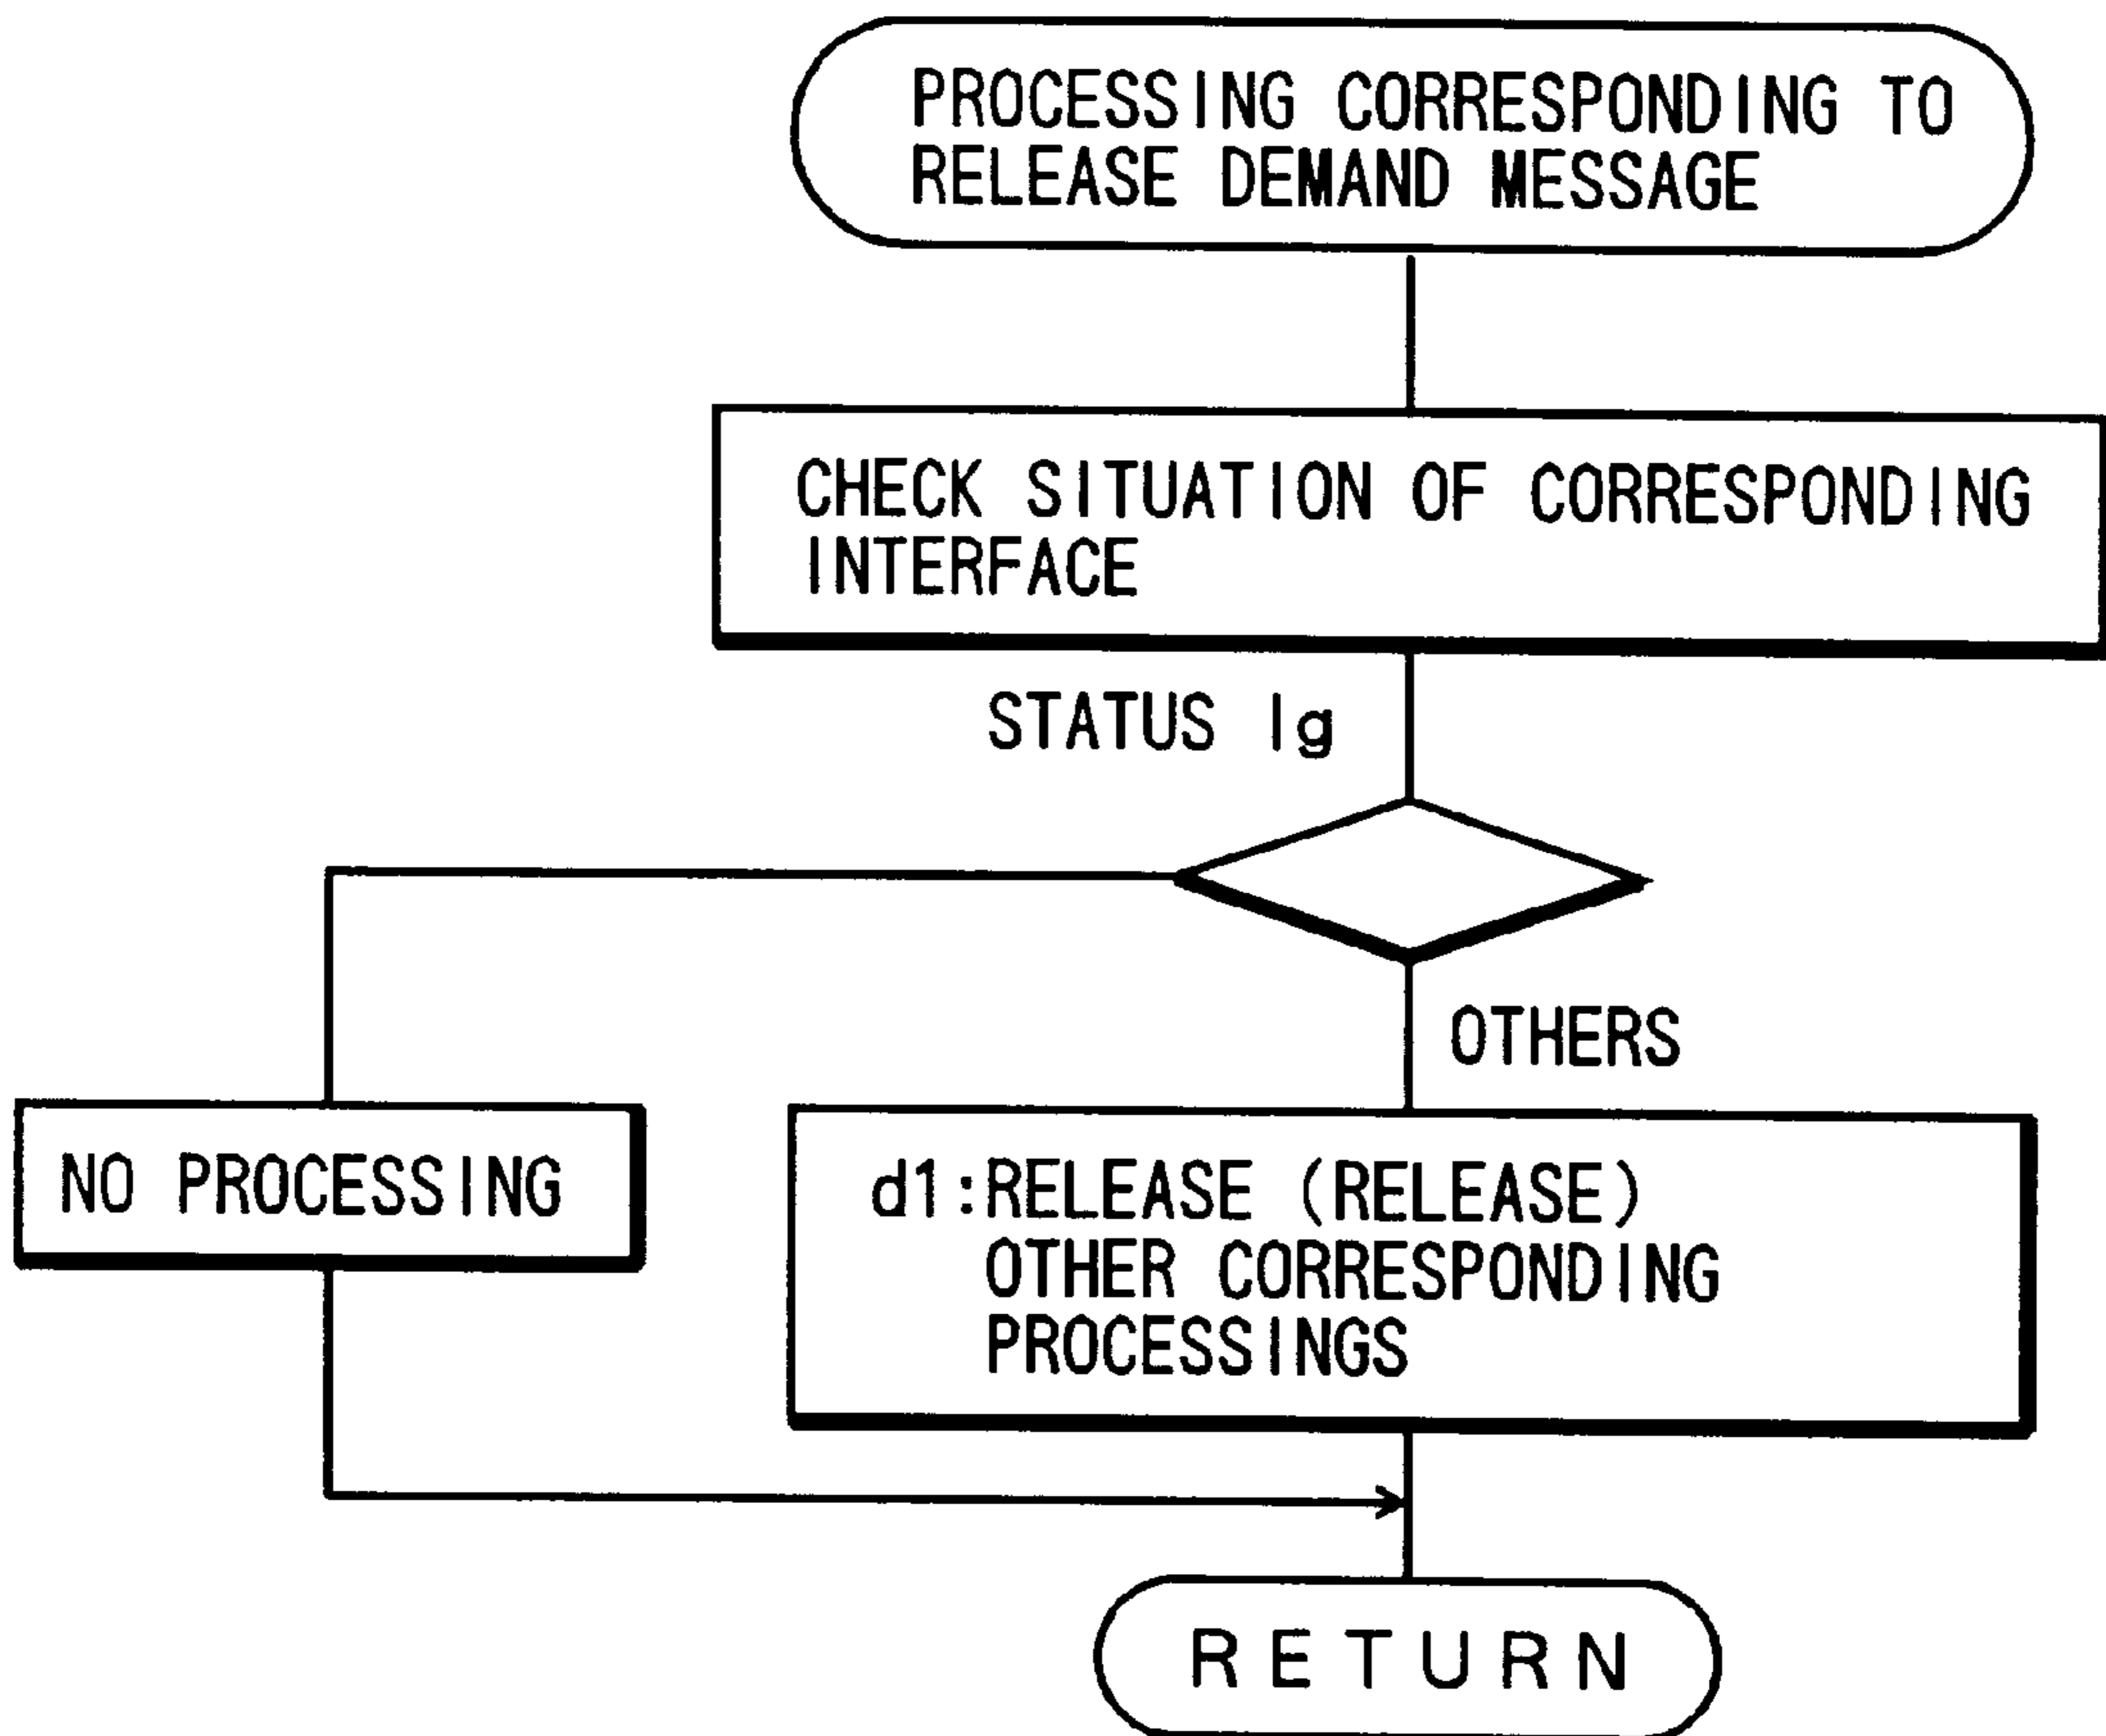 PROCESSING CORRESPONDING TO
RELEASE DEMAND MESSAGE
CHECK SITUATION OF CORRESPONDING
INTERFACE
STATUS Ig
OTHERS
NO PROCESSING
d1:RELEASE (RELEASE)
OTHER CORRESPONDING
PROCESSINGS
RETURN